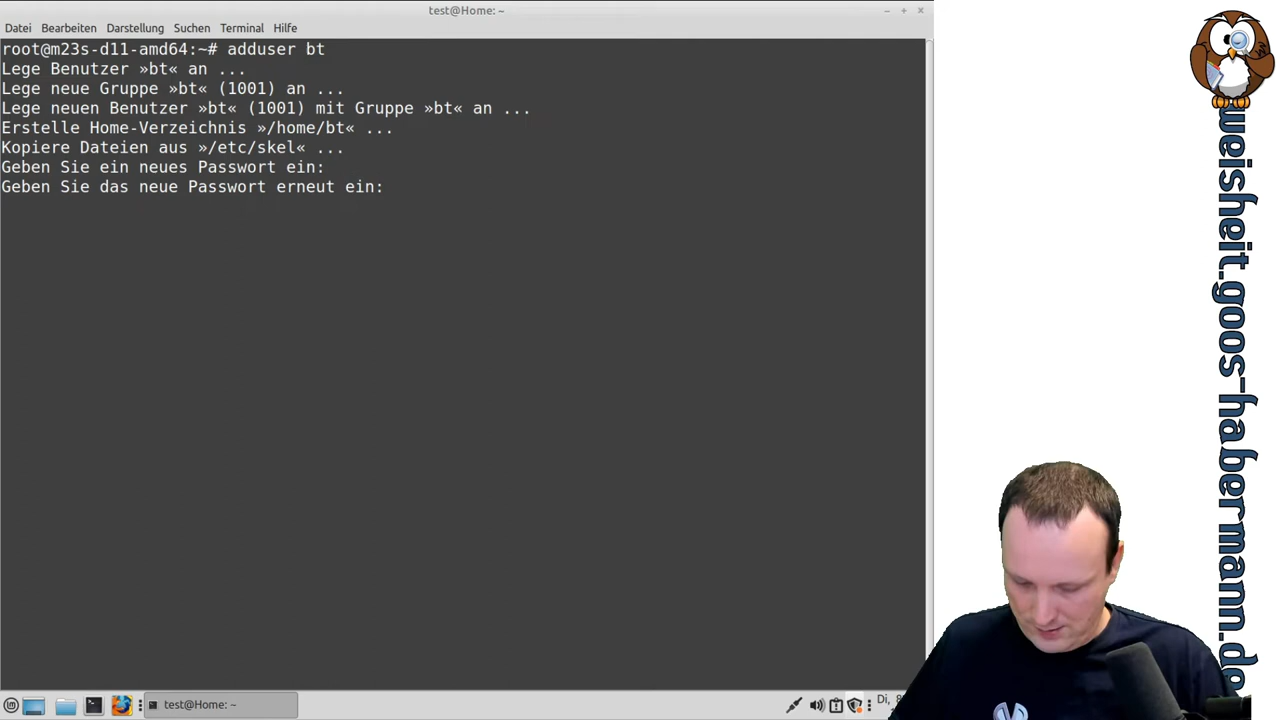 test@Home: ~
Datei Bearbeiten Darstellung Suchen Terminal Hilfe
root@m23s-d11-amd64:~# adduser bt
Lege Benutzer »bt« an ...
Lege neue Gruppe »bt« (1001) an ...
Lege neuen Benutzer »bt« (1001) mit Gruppe »bt« an ...
Erstelle Home-Verzeichnis »/home/bt« ...
Kopiere Dateien aus »/etc/skel« ...
Geben Sie ein neues Passwort ein:
Geben Sie das neue Passwort erneut ein:
test@Home: ~
Di,
weisheit.goos-habermann.de